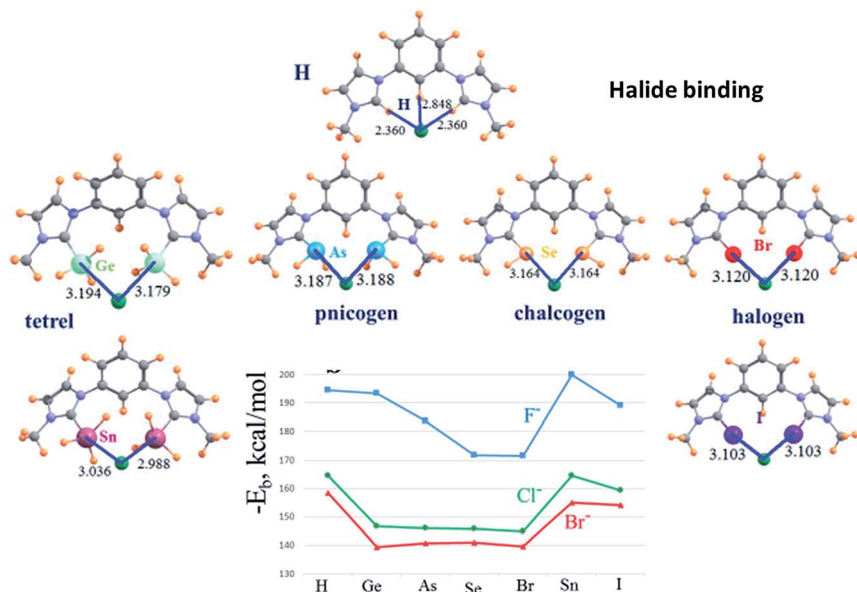 H
Halide binding
H
2.848
2.360
2.360
Ge
3.194
3.179
As
3.187
3.188
Se
3.164
3.164
Br
3.120
3.120
tetrel
pnicogen
chalcogen
halogen
Sn
3.036
2.988
I
3.103
3.103
-Eb, kcal/mol
200
190
180
170
160
150
140
130
F-
Cl-
Br-
H Ge As Se Br Sn I